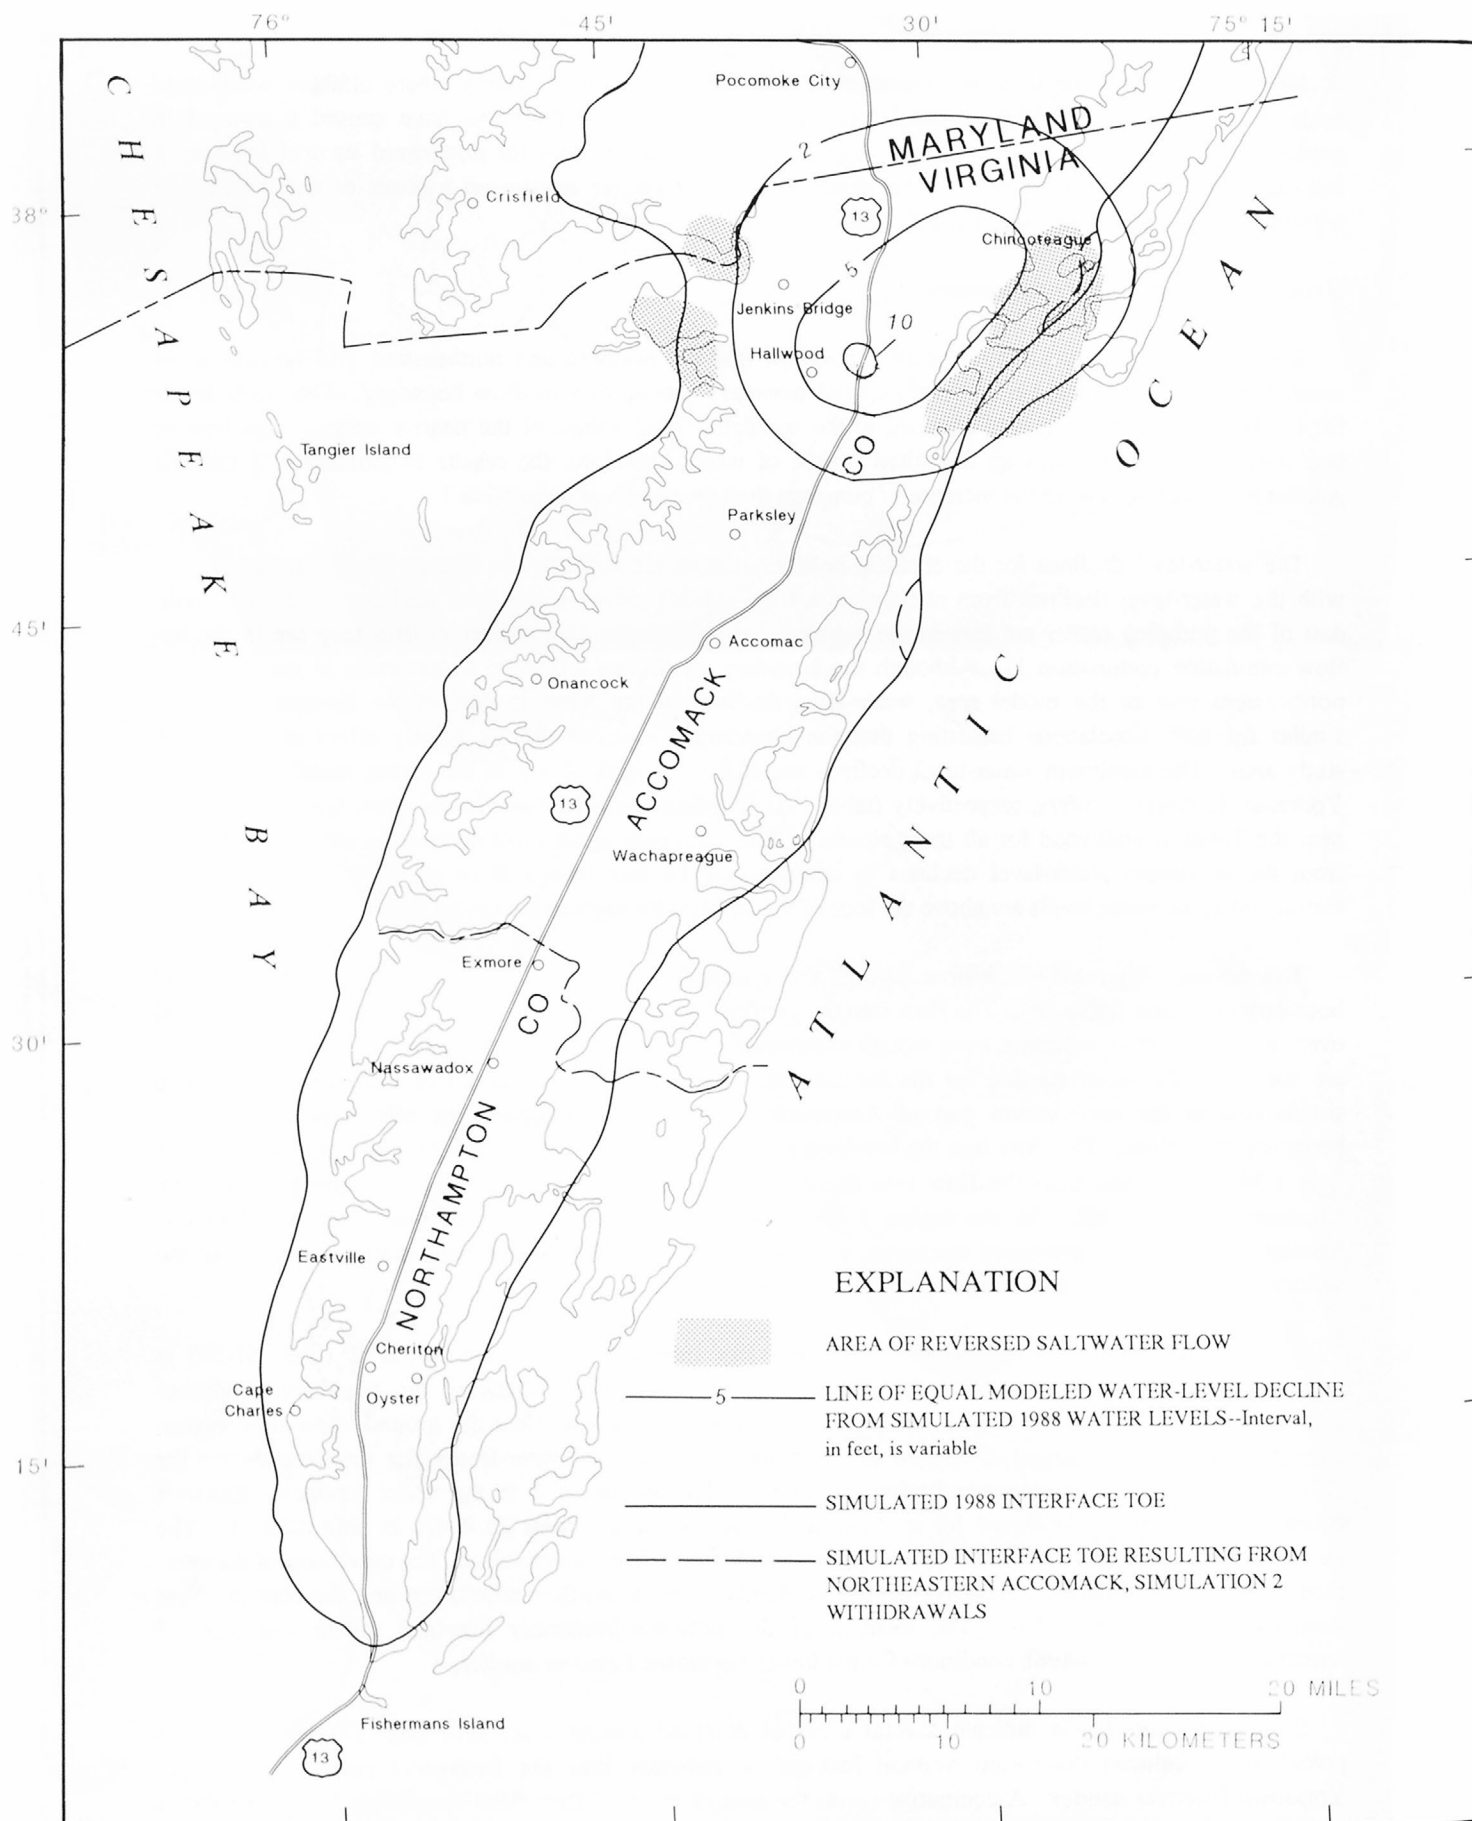 76° 45' 30' 75° 15'
Pocomoke City
MARYLAND
VIRGINIA
2
Crisfield
38°
13
Chincoteague
5
Jenkins Bridge
10
Hallwood
CHESAPEAKE BAY
ATLANTIC OCEAN
Tangier Island
Parksley
45'
Accomac
Onancock
ACCOMACK CO
13
Wachapreague
Exmore
30'
Nassawadox
NORTHAMPTON CO
Eastville
Cheriton
Cape
Charles
Oyster
15'
Fishermans Island
13
EXPLANATION
AREA OF REVERSED SALTWATER FLOW
5 LINE OF EQUAL MODELED WATER-LEVEL DECLINE
FROM SIMULATED 1988 WATER LEVELS--Interval,
in feet, is variable
SIMULATED 1988 INTERFACE TOE
SIMULATED INTERFACE TOE RESULTING FROM
NORTHEASTERN ACCOMACK, SIMULATION 2
WITHDRAWALS
0 10 20 MILES
0 10 20 KILOMETERS